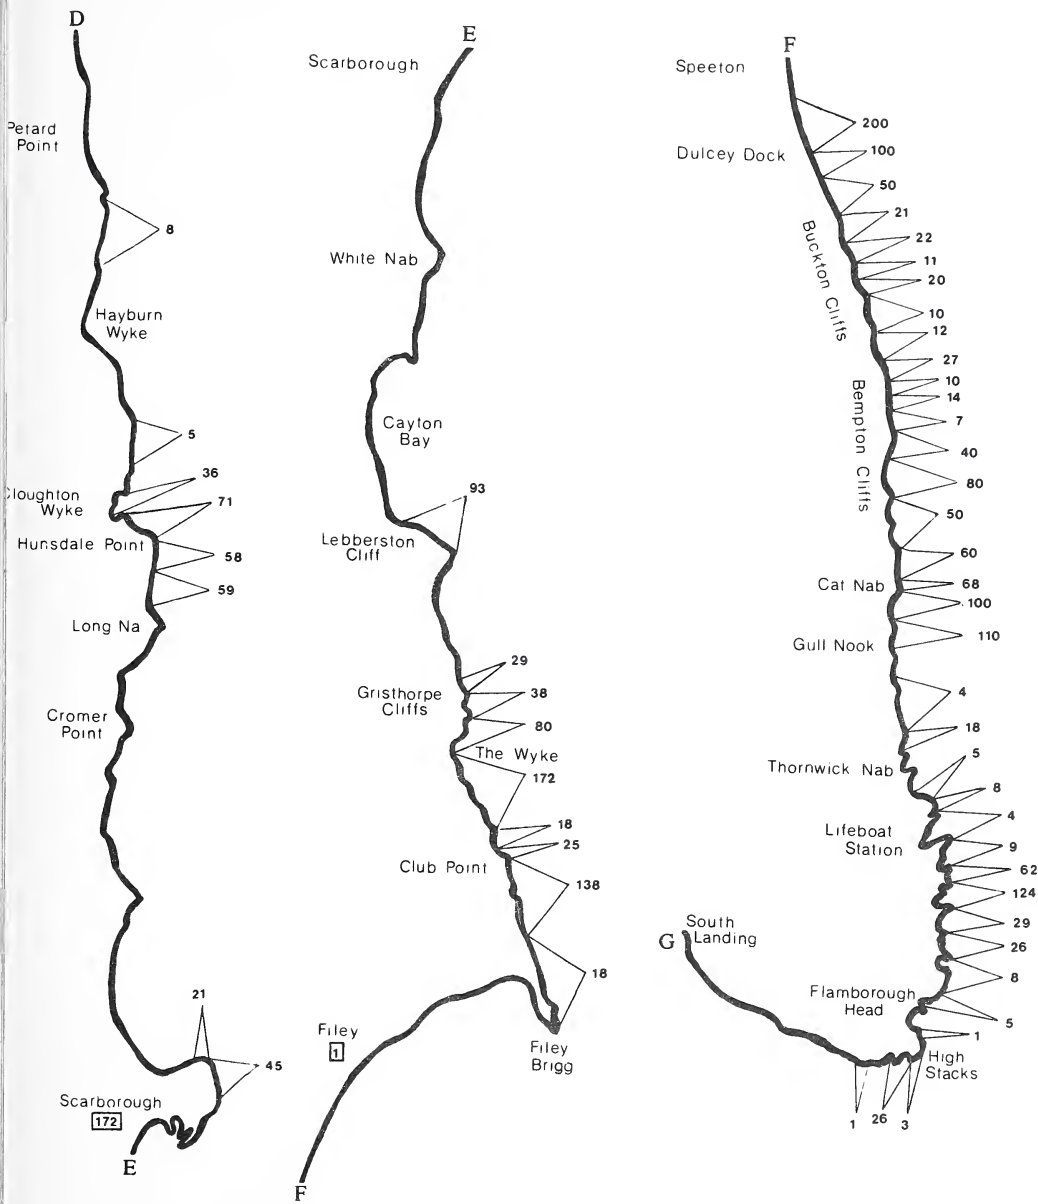 D
Petard
Point
8
Hayburn
Wyke
5
36
Cloughton
Wyke
71
Hunsdale Point
58
59
Long Na
Cromer
Point
21
45
Scarborough
172
E
E
Scarborough
White Nab
Cayton
Bay
93
Lebberston
Cliff
29
Gristhorpe
Cliffs
38
80
The Wyke
172
18
25
Club Point
138
18
Filey
1
Filey
Brigg
F
F
Speeton
200
Dulcey Dock
100
50
21
Buckton Cliffs
22
11
20
10
12
27
Bempton Cliffs
10
14
7
40
80
50
60
Cat Nab
68
100
Gull Nook
110
4
18
Thornwick Nab
5
8
4
Lifeboat
Station
9
62
124
29
26
8
Flamborough
Head
5
1
High
Stacks
3
26
1
South
Landing
G